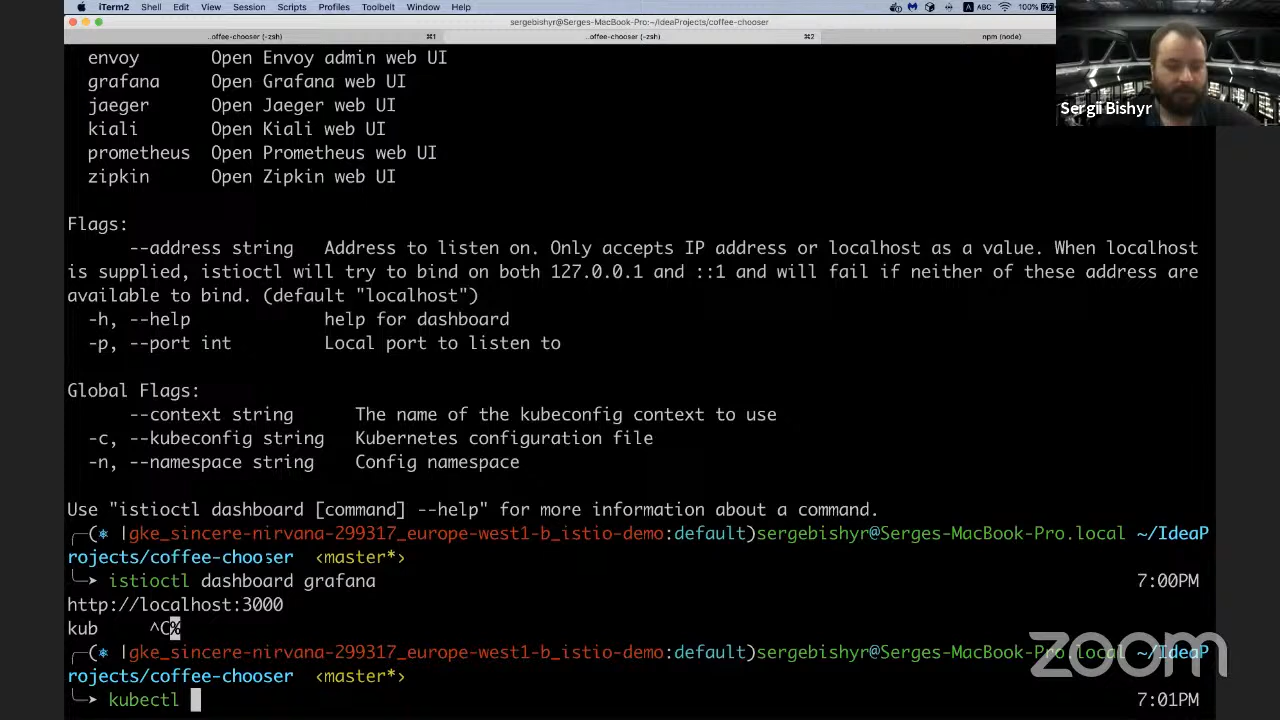 iTerm2 Shell Edit View Session Scripts Profiles Toolbelt Window Help ABC 100%
sergebishyr@Serges-MacBook-Pro:~/IdeaProjects/coffee-chooser
..offee-chooser (-zsh) ⌘1 ..offee-chooser (-zsh) ⌘2 npm (node)
envoy Open Envoy admin web UI
grafana Open Grafana web UI
jaeger Open Jaeger web UI
kiali Open Kiali web UI
prometheus Open Prometheus web UI
zipkin Open Zipkin web UI
Sergii Bishyr
Flags:
--address string Address to listen on. Only accepts IP address or localhost as a value. When localhost
is supplied, istioctl will try to bind on both 127.0.0.1 and ::1 and will fail if neither of these address are
available to bind. (default "localhost")
-h, --help help for dashboard
-p, --port int Local port to listen to
Global Flags:
--context string The name of the kubeconfig context to use
-c, --kubeconfig string Kubernetes configuration file
-n, --namespace string Config namespace
Use "istioctl dashboard [command] --help" for more information about a command.
╭─(⎈ |gke_sincere-nirvana-299317_europe-west1-b_istio-demo:default)sergebishyr@Serges-MacBook-Pro.local ~/IdeaP
rojects/coffee-chooser ‹master*›
╰─➤ istioctl dashboard grafana 7:00PM
http://localhost:3000
kub ^C%
╭─(⎈ |gke_sincere-nirvana-299317_europe-west1-b_istio-demo:default)sergebishyr@Serges-MacBook-Pro.local ~/IdeaP
rojects/coffee-chooser ‹master*›
╰─➤ kubectl 7:01PM
zoom